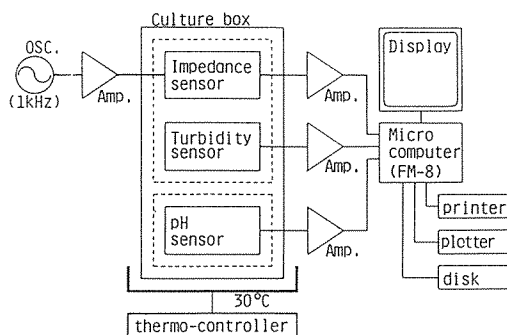 Culture box
OSC.
(1kHz)
Amp.
Impedance
sensor
Amp.
Display
Turbidity
sensor
Amp.
Micro
computer
(FM-8)
pH
sensor
Amp.
printer
plotter
disk
30°C
thermo-controller